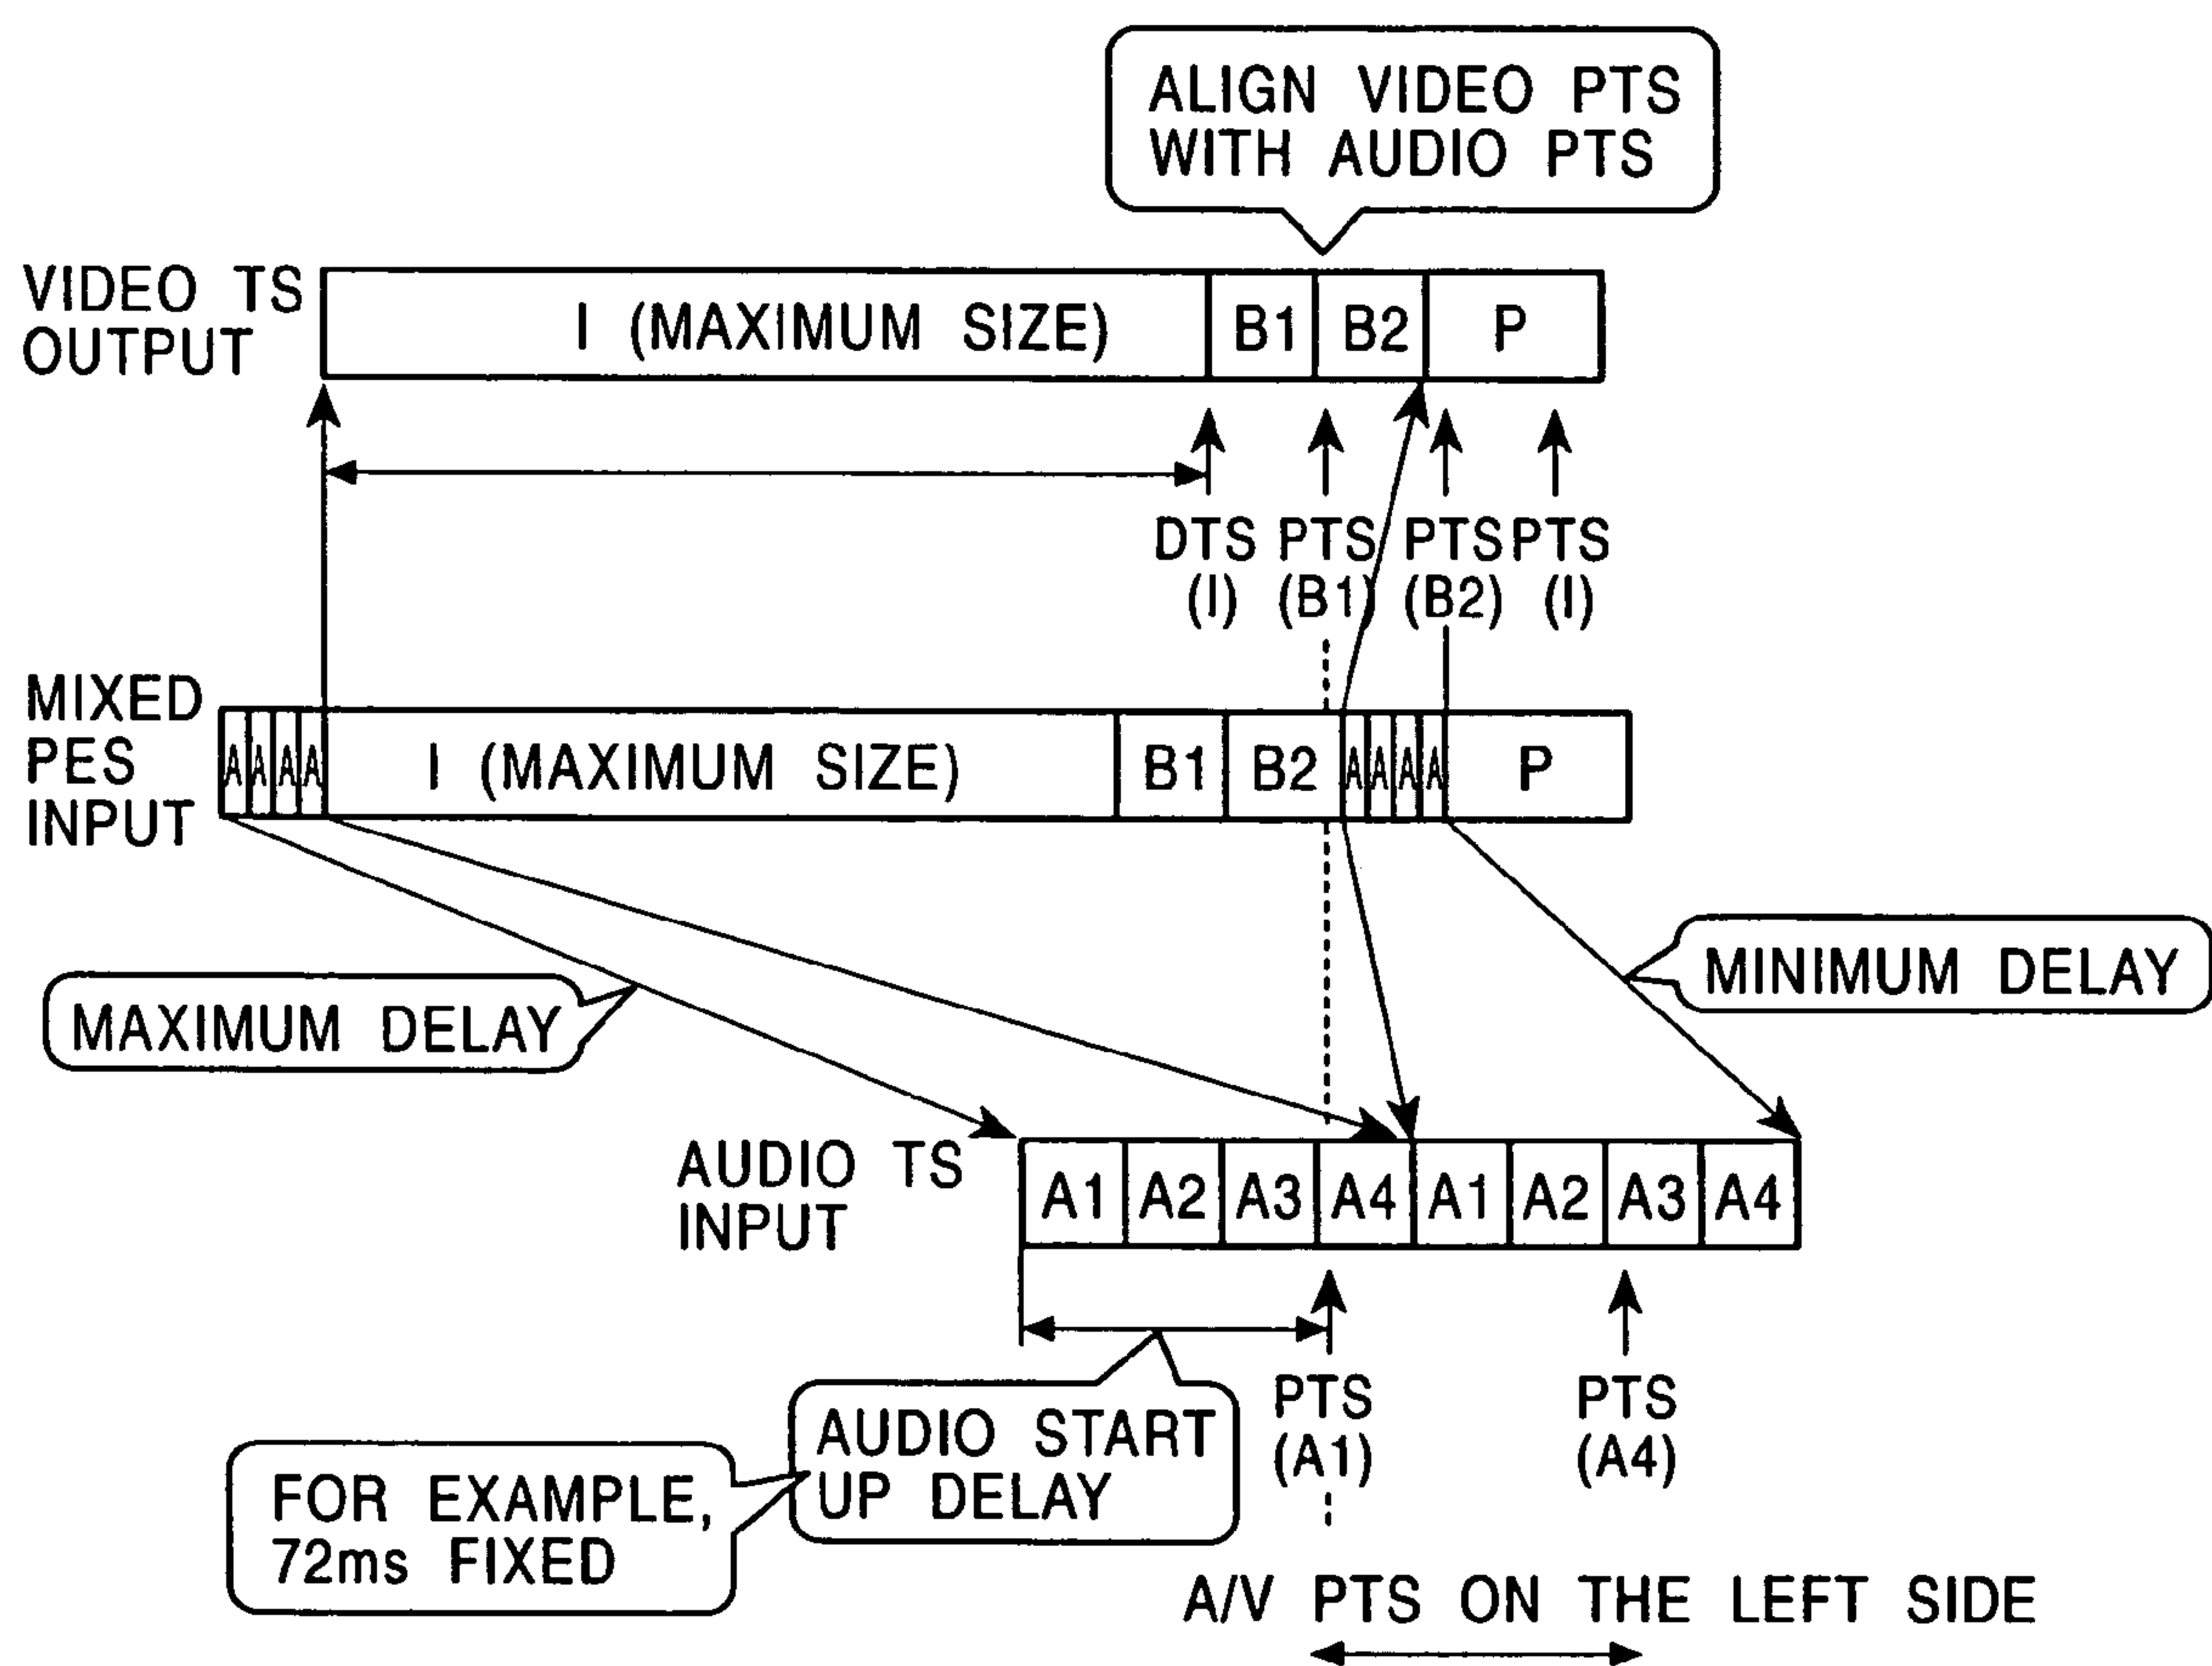 ALIGN VIDEO PTS
WITH AUDIO PTS
VIDEO TS
OUTPUT
I (MAXIMUM SIZE)
B1
B2
P
DTS
(I)
PTS
(B1)
PTS
(B2)
PTS
(I)
MIXED
PES
INPUT
A
A
A
A
I (MAXIMUM SIZE)
B1
B2
A
A
A
A
P
MAXIMUM DELAY
MINIMUM DELAY
AUDIO TS
INPUT
A1
A2
A3
A4
A1
A2
A3
A4
PTS
(A1)
PTS
(A4)
AUDIO START
UP DELAY
FOR EXAMPLE,
72ms FIXED
A/V PTS ON THE LEFT SIDE